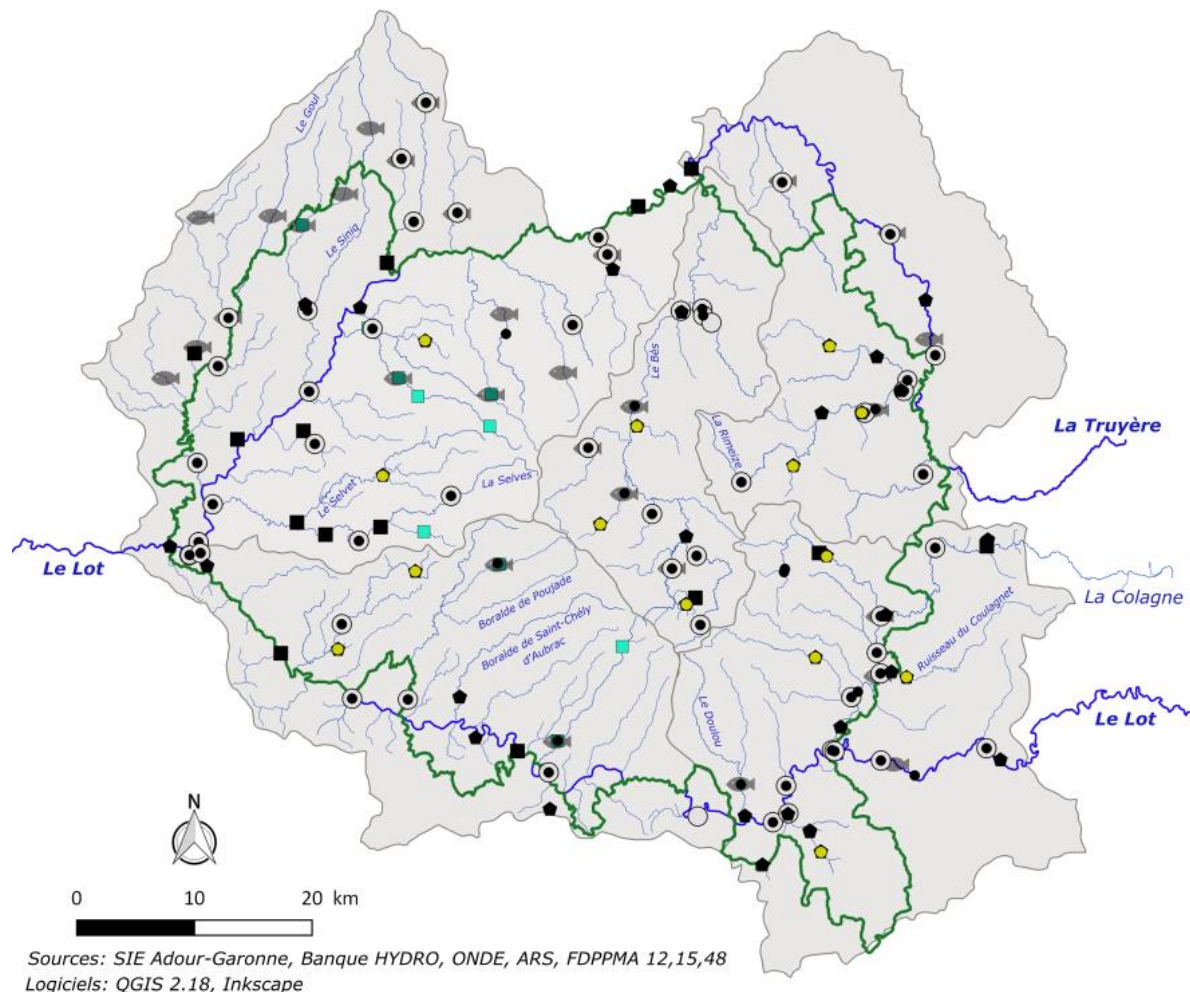 Le Goul
Le Siniq
Le Bès
La Rimeize
La Truyère
Le Selvet
La Selves
Le Lot
Boralde de Poujade
Boralde de Saint-Chély
d'Aubrac
La Colagne
Ruisseau du Coulagnet
Le Doulou
Le Lot
N
0 10 20 km
Sources: SIE Adour-Garonne, Banque HYDRO, ONDE, ARS, FDPPMA 12,15,48
Logiciels: QGIS 2.18, Inkscape